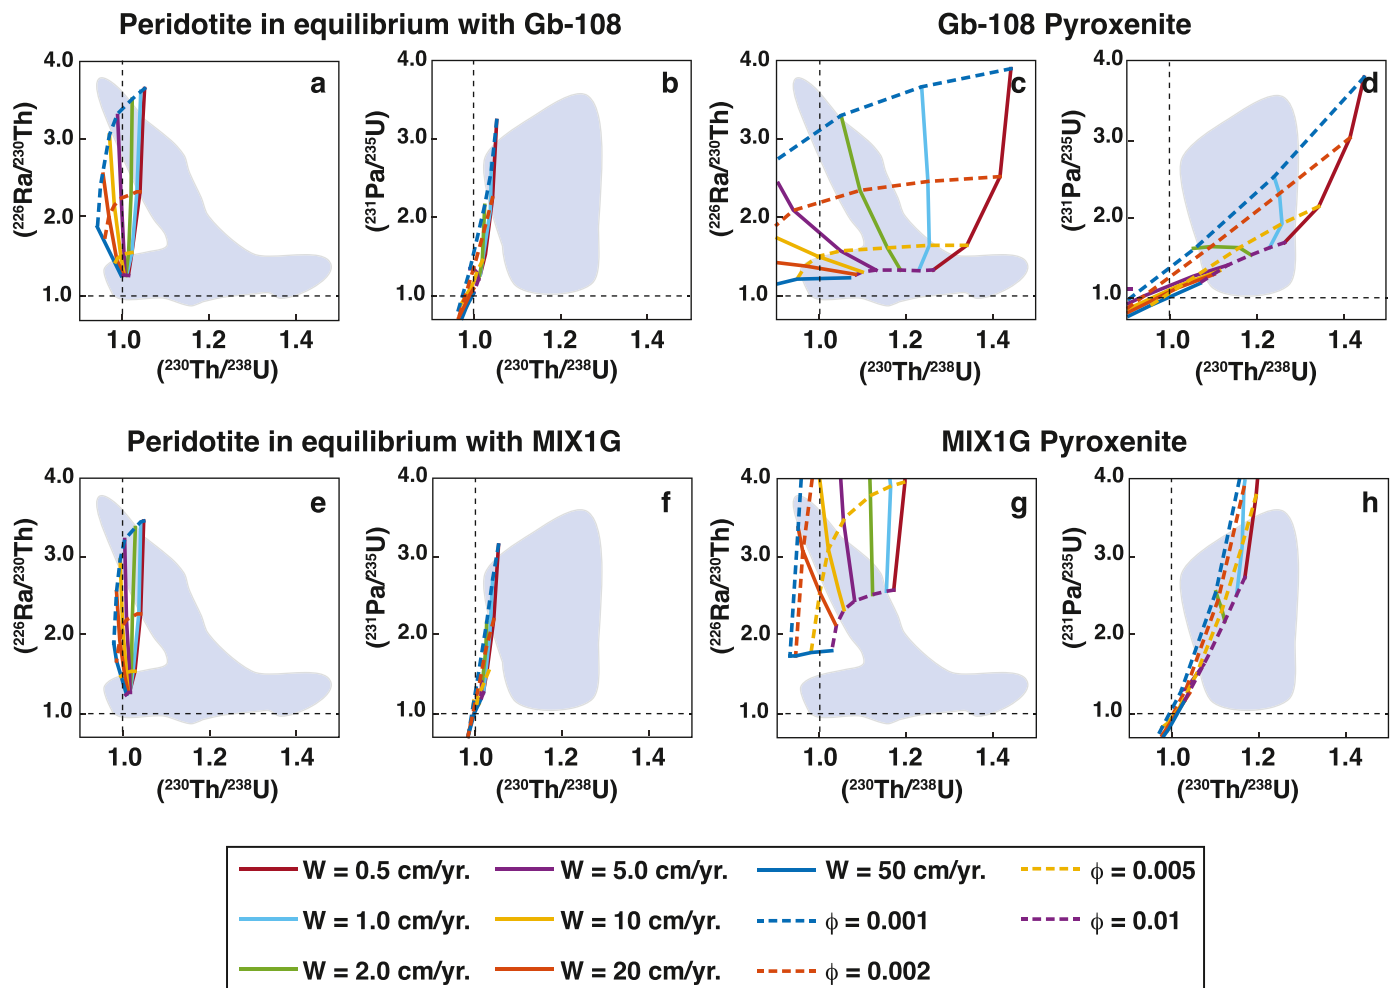 Peridotite in equilibrium with Gb-108
Gb-108 Pyroxenite
4.0 3.0 2.0 1.0
(226Ra/230Th)
a
1.0 1.2 1.4
(230Th/238U)
4.0 3.0 2.0 1.0
(231Pa/235U)
b
1.0 1.2 1.4
(230Th/238U)
4.0 3.0 2.0 1.0
(226Ra/230Th)
c
1.0 1.2 1.4
(230Th/238U)
4.0 3.0 2.0 1.0
(231Pa/235U)
d
1.0 1.2 1.4
(230Th/238U)
Peridotite in equilibrium with MIX1G
MIX1G Pyroxenite
4.0 3.0 2.0 1.0
(226Ra/230Th)
e
1.0 1.2 1.4
(230Th/238U)
4.0 3.0 2.0 1.0
(231Pa/235U)
f
1.0 1.2 1.4
(230Th/238U)
4.0 3.0 2.0 1.0
(226Ra/230Th)
g
1.0 1.2 1.4
(230Th/238U)
4.0 3.0 2.0 1.0
(231Pa/235U)
h
1.0 1.2 1.4
(230Th/238U)
W = 0.5 cm/yr. W = 5.0 cm/yr. W = 50 cm/yr. ϕ = 0.005
W = 1.0 cm/yr. W = 10 cm/yr. ϕ = 0.001 ϕ = 0.01
W = 2.0 cm/yr. W = 20 cm/yr. ϕ = 0.002